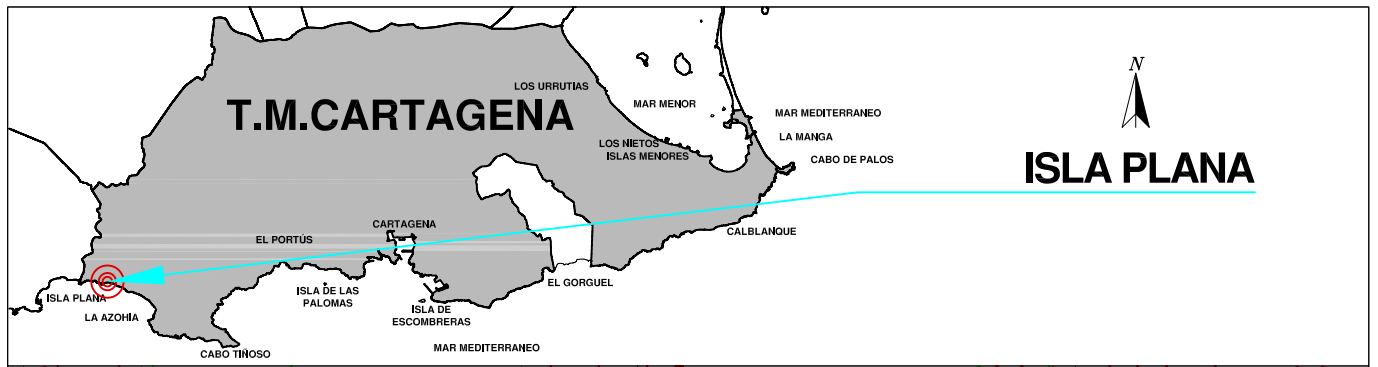 N
LOS URRUTIAS
T.M.CARTAGENA
MAR MENOR
MAR MEDITERRANEO
LA MANGA
LOS NIETOS
ISLAS MENORES
CABO DE PALOS
ISLA PLANA
CARTAGENA
EL PORTÚS
CALBLANQUE
EL GORGUEL
ISLA DE LAS
PALOMAS
ISLA PLANA
LA AZOHÍA
ISLA DE
ESCOMBRERAS
CABO TIÑOSO
MAR MEDITERRANEO